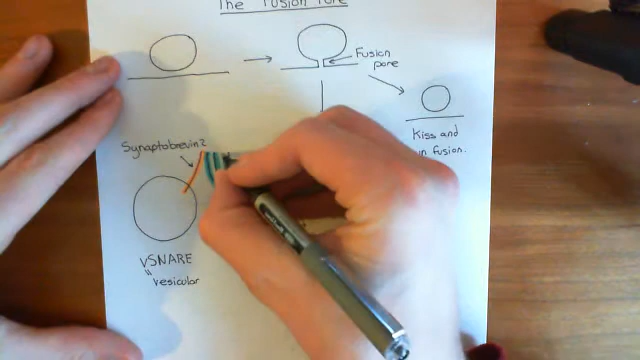 The Fusion Pore
Fusion
pore
Kiss and
fusion.
Synaptobrevin 2
vSNARE
"
vesicular